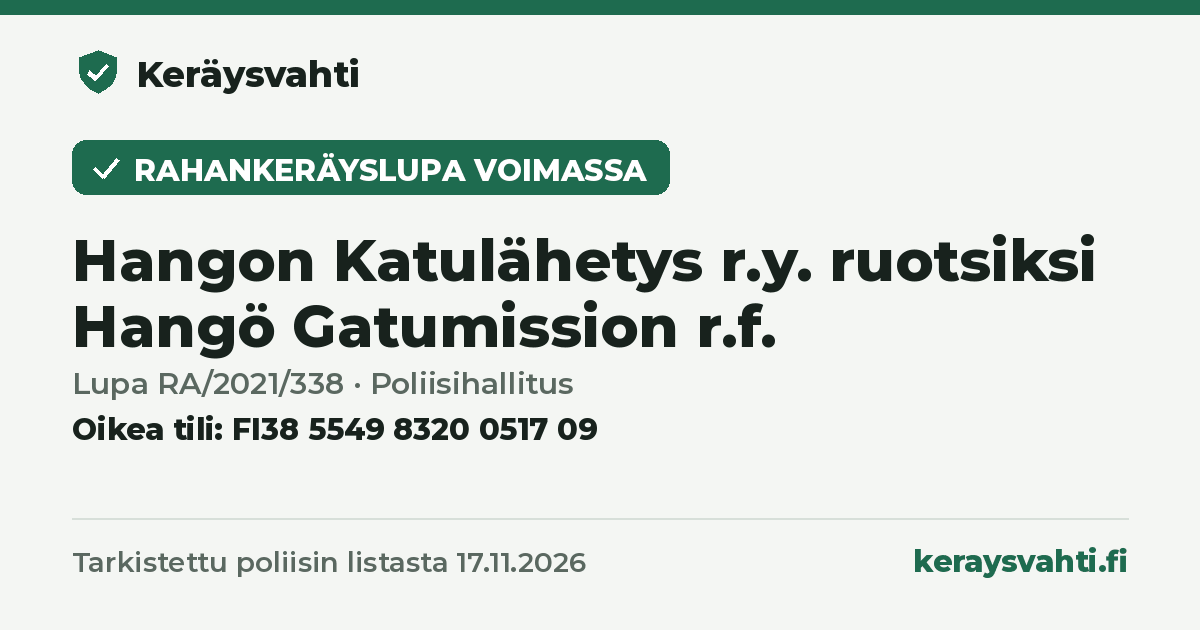 Keräysvahti
RAHANKERÄYSLUPA VOIMASSA
Hangon Katulähetys r.y. ruotsiksi
Hangö Gatumission r.f.
Lupa RA/2021/338 · Poliisihallitus
Oikea tili: FI38 5549 8320 0517 09
Tarkistettu poliisin listasta 17.11.2026
keraysvahti.fi